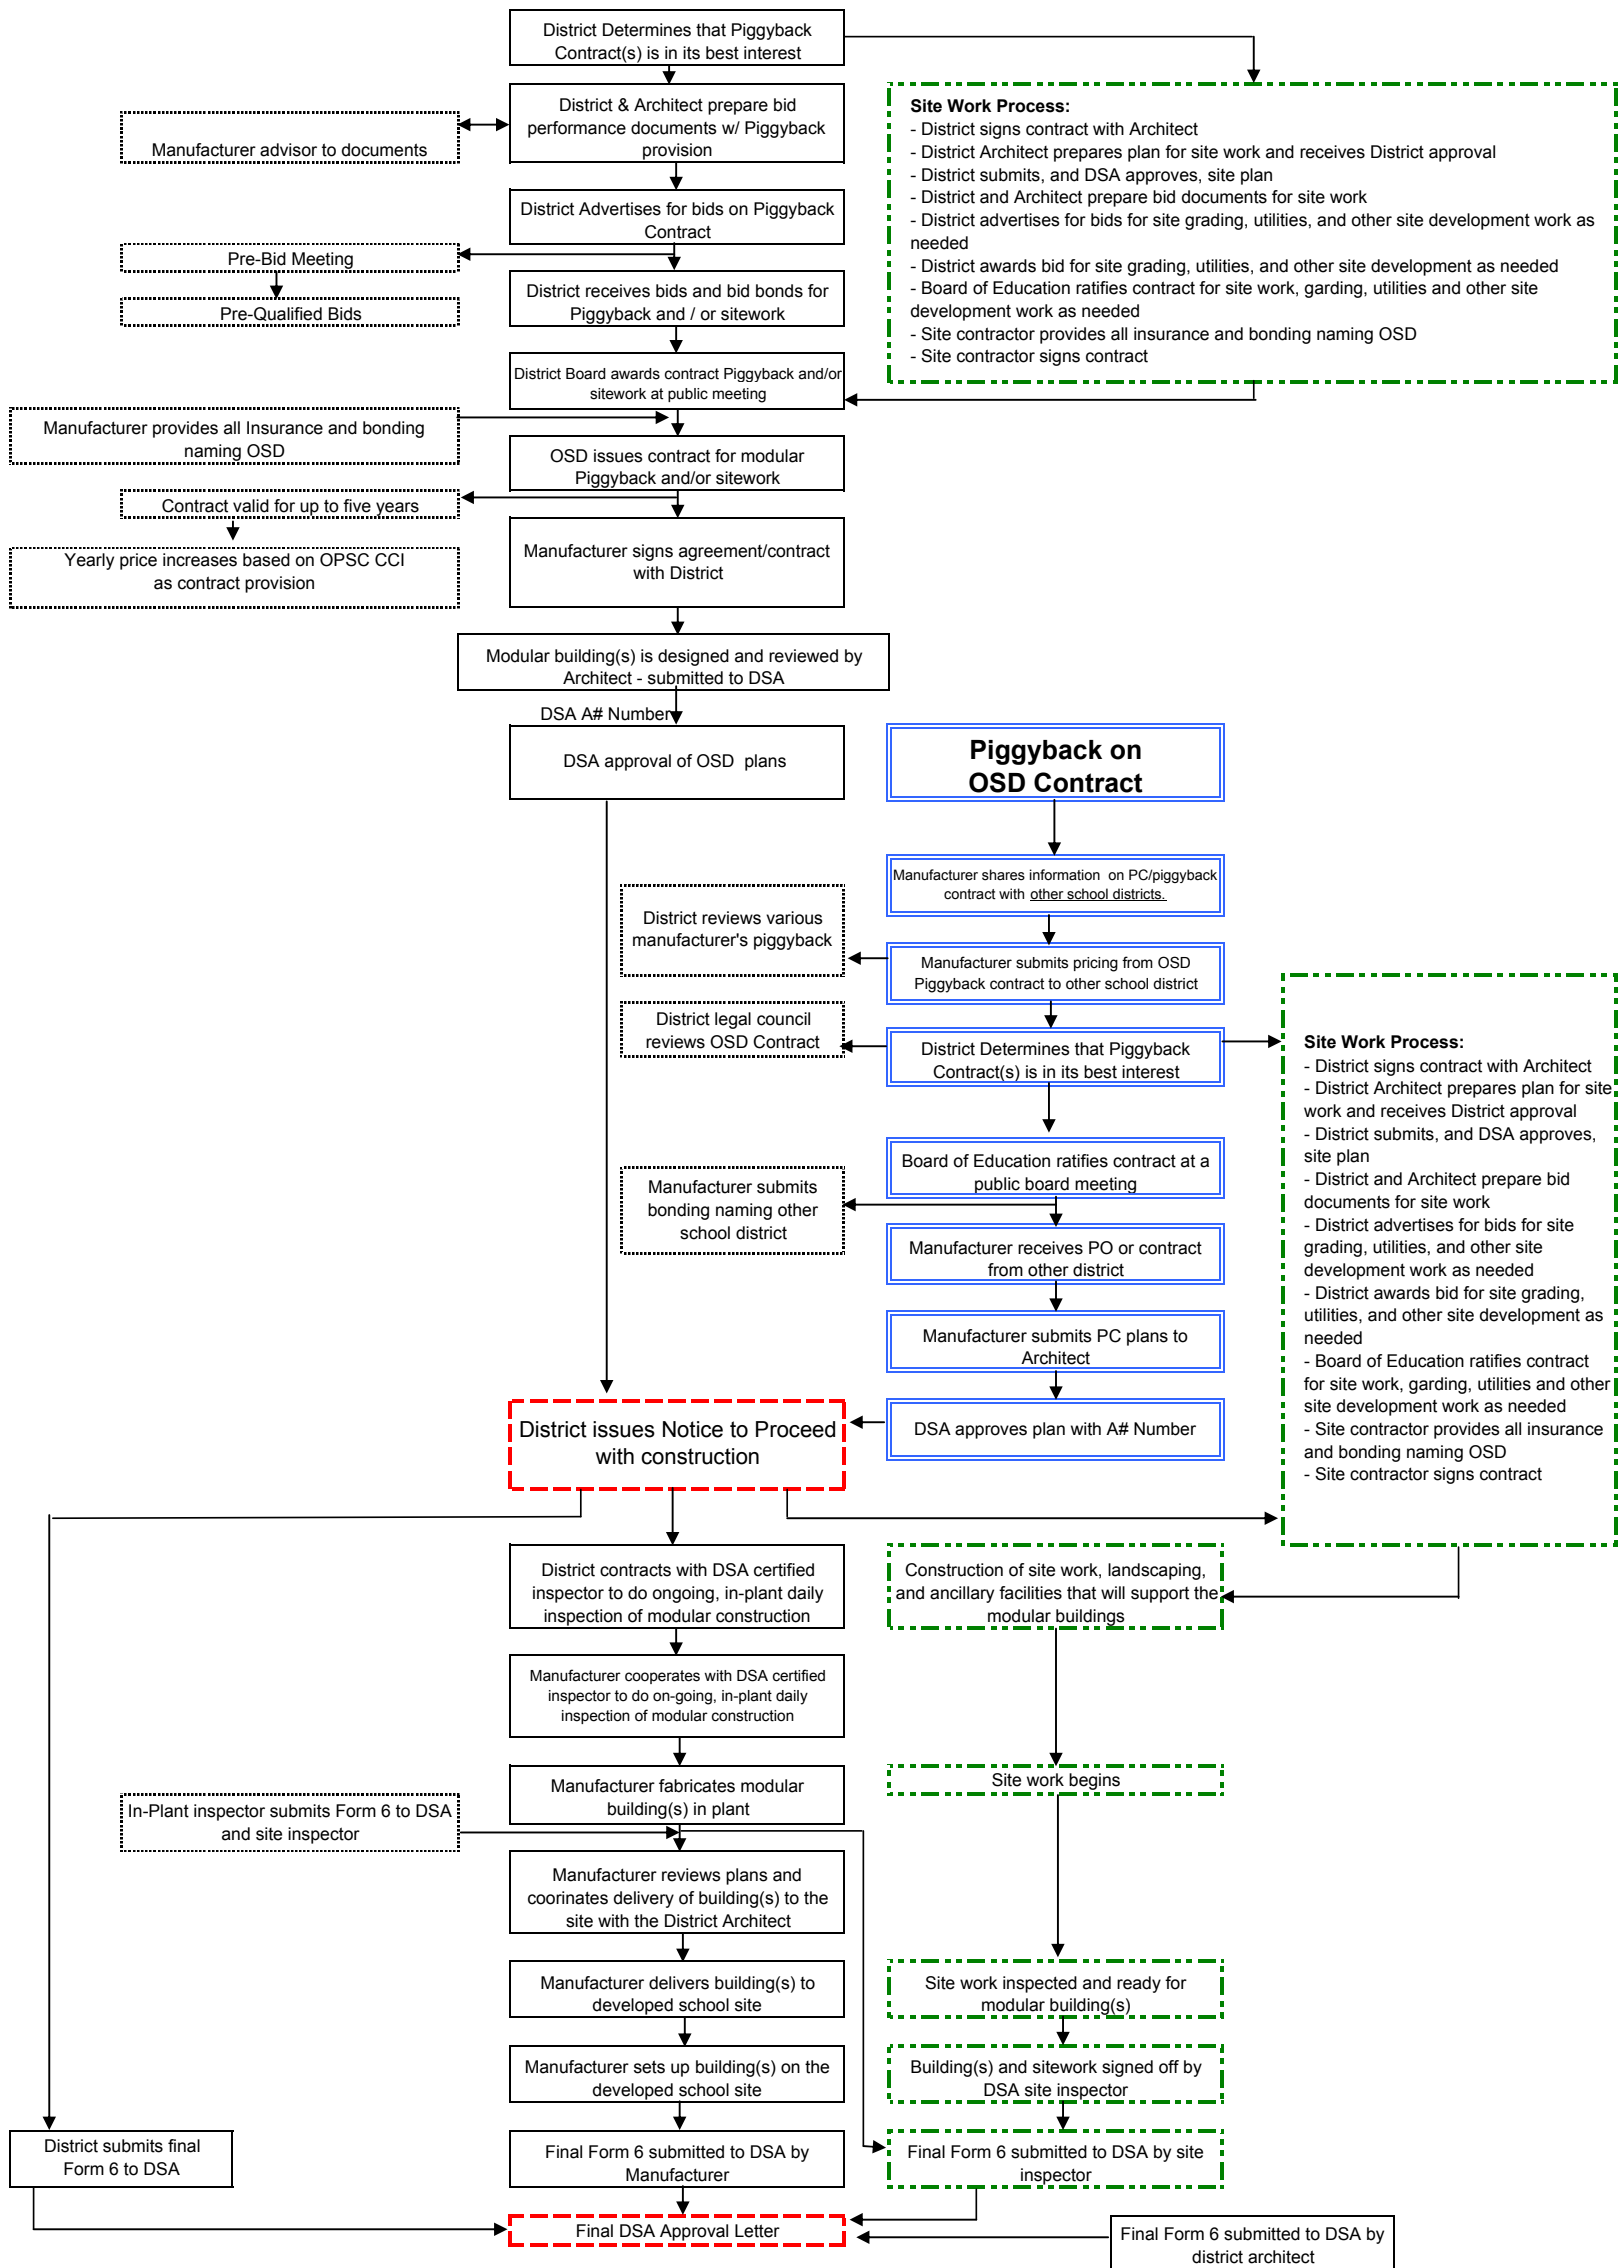 District Determines that Piggyback
Contract(s) is in its best interest
District & Architect prepare bid
performance documents w/ Piggyback
provision
Manufacturer advisor to documents
District Advertises for bids on Piggyback
Contract
Pre-Bid Meeting
Pre-Qualified Bids
District receives bids and bid bonds for
Piggyback and / or sitework
District Board awards contract Piggyback and/or
sitework at public meeting
Site Work Process:
- District signs contract with Architect
- District Architect prepares plan for site work and receives District approval
- District submits, and DSA approves, site plan
- District and Architect prepare bid documents for site work
- District advertises for bids for site grading, utilities, and other site development work as
needed
- District awards bid for site grading, utilities, and other site development as needed
- Board of Education ratifies contract for site work, garding, utilities and other site
development work as needed
- Site contractor provides all insurance and bonding naming OSD
- Site contractor signs contract
Manufacturer provides all Insurance and bonding
naming OSD
OSD issues contract for modular
Piggyback and/or sitework
Contract valid for up to five years
Yearly price increases based on OPSC CCI
as contract provision
Manufacturer signs agreement/contract
with District
Modular building(s) is designed and reviewed by
Architect - submitted to DSA
DSA A# Number
DSA approval of OSD plans
Piggyback on
OSD Contract
Manufacturer shares information on PC/piggyback
contract with other school districts.
District reviews various
manufacturer's piggyback
Manufacturer submits pricing from OSD
Piggyback contract to other school district
District legal council
reviews OSD Contract
District Determines that Piggyback
Contract(s) is in its best interest
Board of Education ratifies contract at a
public board meeting
Manufacturer submits
bonding naming other
school district
Manufacturer receives PO or contract
from other district
Manufacturer submits PC plans to
Architect
DSA approves plan with A# Number
Site Work Process:
- District signs contract with Architect
- District Architect prepares plan for site
work and receives District approval
- District submits, and DSA approves,
site plan
- District and Architect prepare bid
documents for site work
- District advertises for bids for site
grading, utilities, and other site
development work as needed
- District awards bid for site grading,
utilities, and other site development as
needed
- Board of Education ratifies contract
for site work, garding, utilities and other
site development work as needed
- Site contractor provides all insurance
and bonding naming OSD
- Site contractor signs contract
District issues Notice to Proceed
with construction
District contracts with DSA certified
inspector to do ongoing, in-plant daily
inspection of modular construction
Construction of site work, landscaping,
and ancillary facilities that will support the
modular buildings
Manufacturer cooperates with DSA certified
inspector to do on-going, in-plant daily
inspection of modular construction
Manufacturer fabricates modular
building(s) in plant
Site work begins
In-Plant inspector submits Form 6 to DSA
and site inspector
Manufacturer reviews plans and
coorinates delivery of building(s) to the
site with the District Architect
Manufacturer delivers building(s) to
developed school site
Site work inspected and ready for
modular building(s)
Manufacturer sets up building(s) on the
developed school site
Building(s) and sitework signed off by
DSA site inspector
District submits final
Form 6 to DSA
Final Form 6 submitted to DSA by
Manufacturer
Final Form 6 submitted to DSA by site
inspector
Final DSA Approval Letter
Final Form 6 submitted to DSA by
district architect